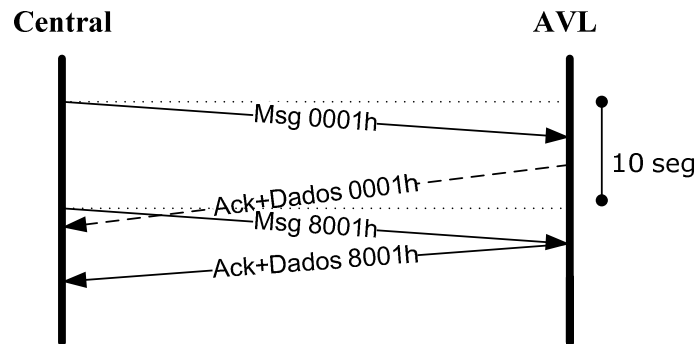 Central
AVL
Msg 0001h
10 seg
Ack+Dados 0001h
Msg 8001h
Ack+Dados 8001h